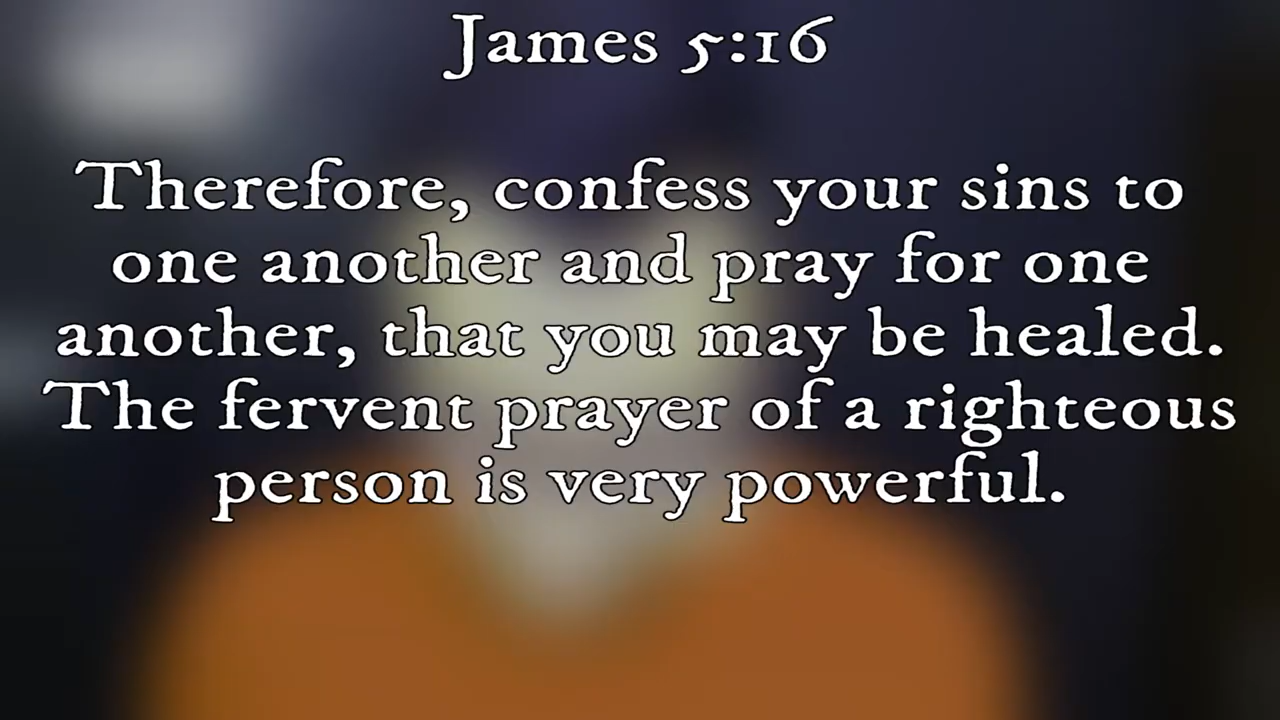 James 5:16
Therefore, confess your sins to
one another and pray for one
another, that you may be healed.
The fervent prayer of a righteous
person is very powerful.